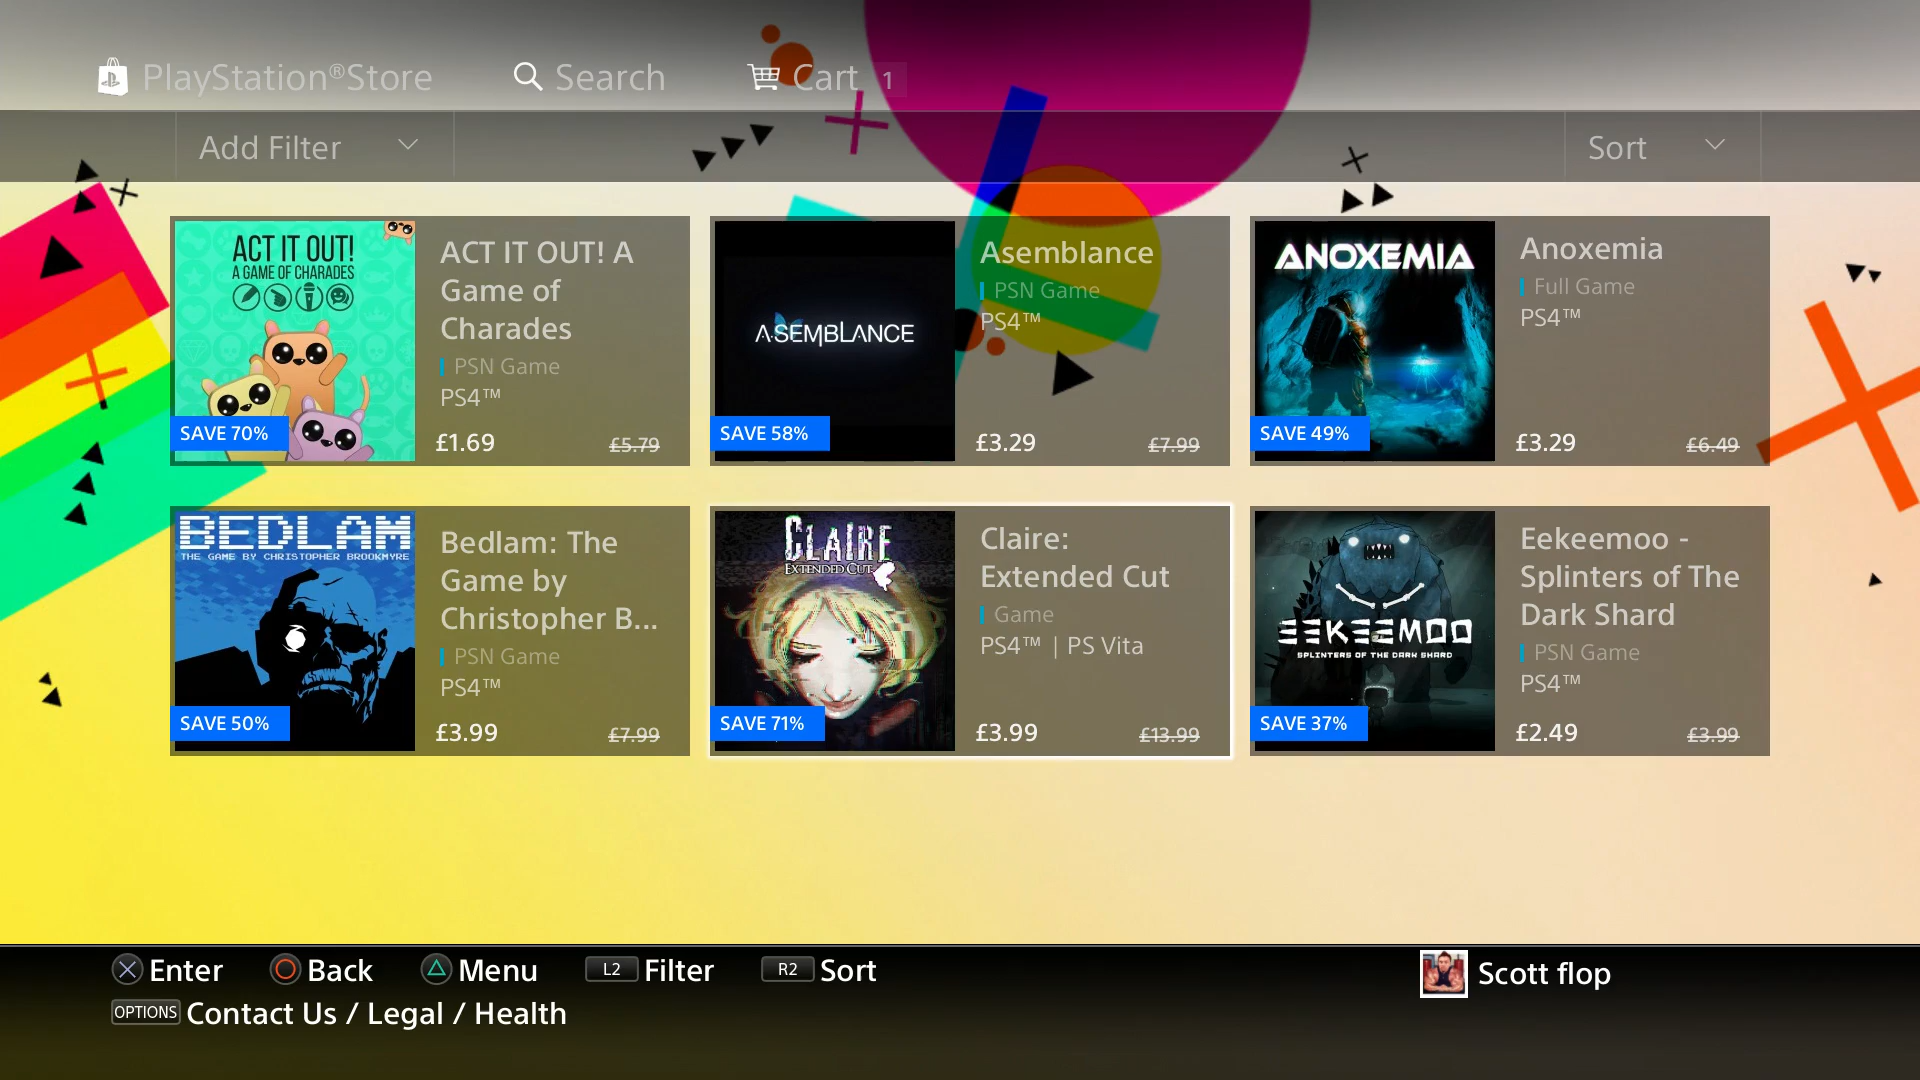 PlayStation®Store
Search
Cart 1
Add Filter
Sort
ACT IT OUT!
A GAME OF CHARADES
SAVE 70%
ACT IT OUT! A
Game of
Charades
PSN Game
PS4™
£1.69 £5.79
ASEMBLANCE
SAVE 58%
Asemblance
PSN Game
PS4™
£3.29 £7.99
ANOXEMIA
SAVE 49%
Anoxemia
Full Game
PS4™
£3.29 £6.49
BEDLAM
THE GAME BY CHRISTOPHER BROOKMYRE
SAVE 50%
Bedlam: The
Game by
Christopher B...
PSN Game
PS4™
£3.99 £7.99
CLAIRE
EXTENDED CUT
SAVE 71%
Claire:
Extended Cut
Game
PS4™ | PS Vita
£3.99 £13.99
EEKEEMOO
SPLINTERS OF THE DARK SHARD
SAVE 37%
Eekeemoo -
Splinters of The
Dark Shard
PSN Game
PS4™
£2.49 £3.99
Enter Back Menu L2 Filter R2 Sort
Scott flop
OPTIONS Contact Us / Legal / Health